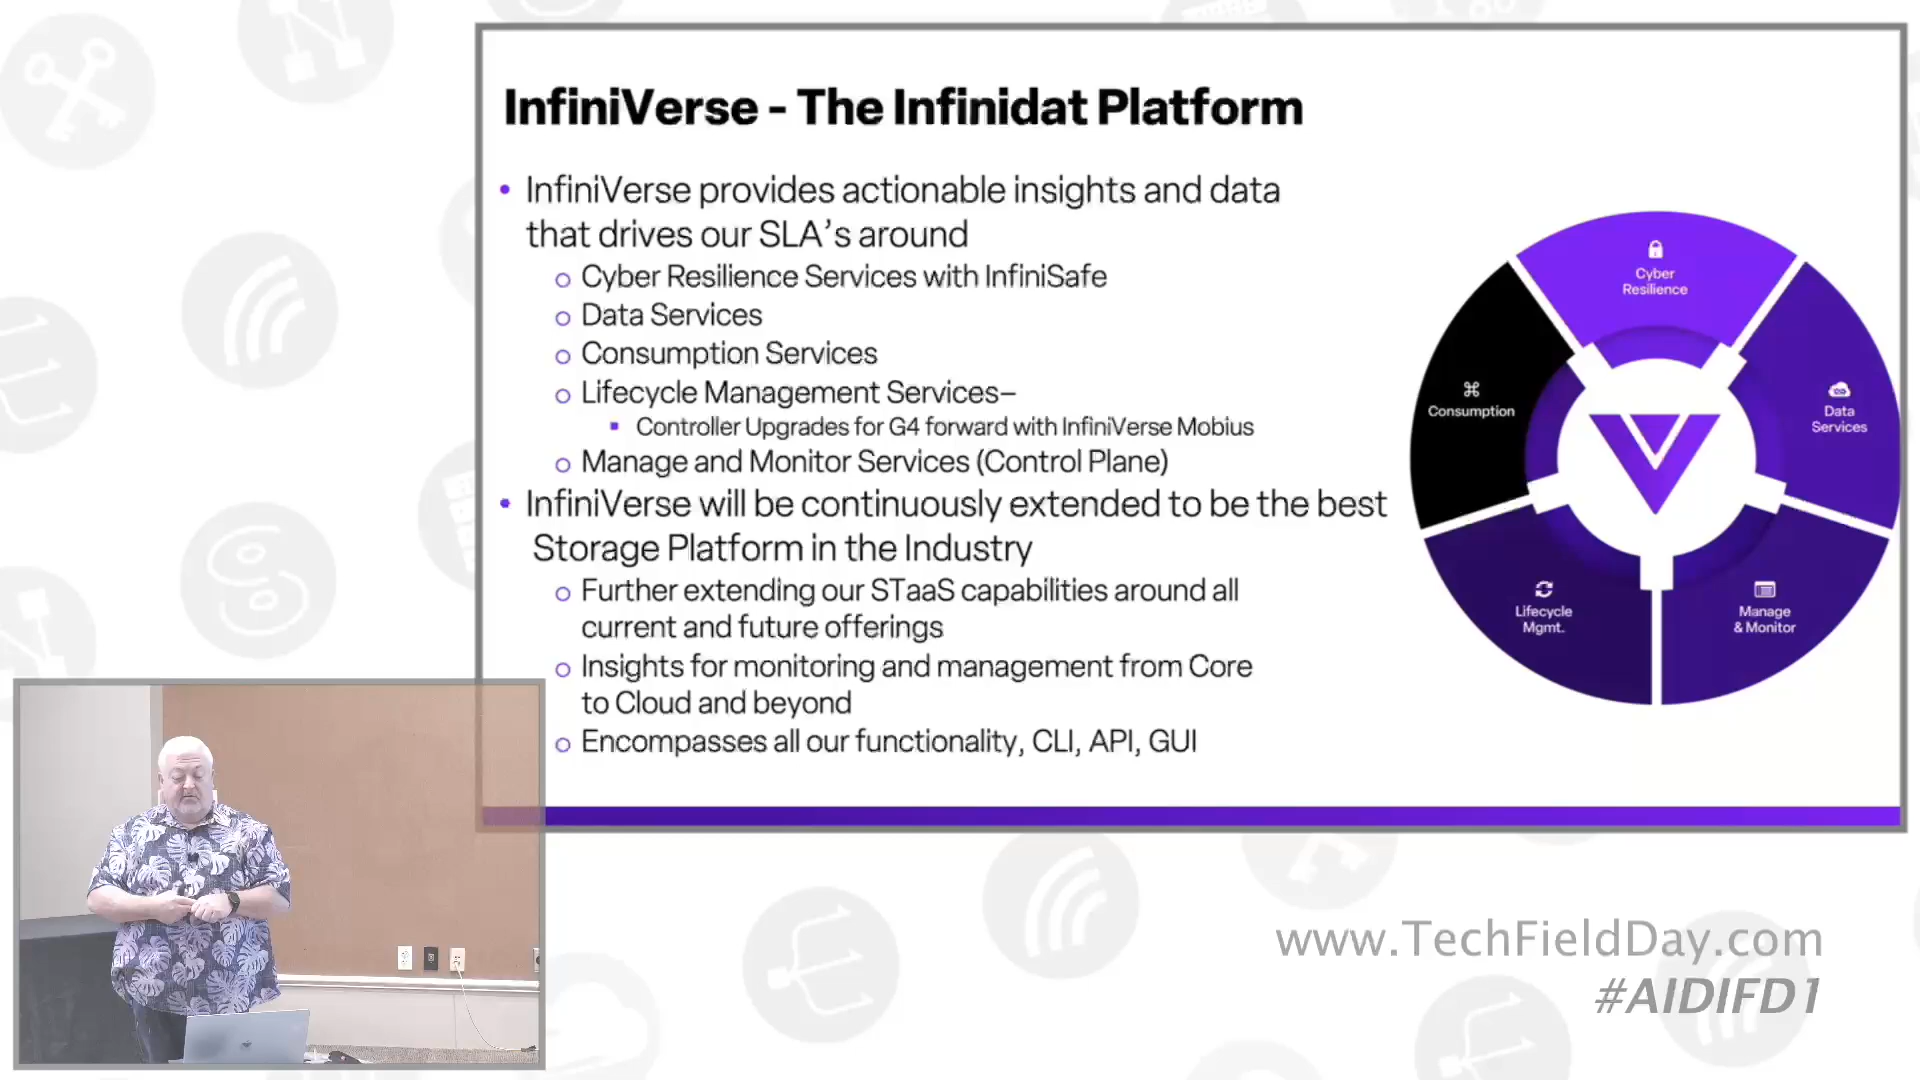 InfiniVerse - The Infinidat Platform
• InfiniVerse provides actionable insights and data
that drives our SLA's around
o Cyber Resilience Services with InfiniSafe
o Data Services
o Consumption Services
o Lifecycle Management Services–
▪ Controller Upgrades for G4 forward with InfiniVerse Mobius
o Manage and Monitor Services (Control Plane)
• InfiniVerse will be continuously extended to be the best
Storage Platform in the Industry
o Further extending our STaaS capabilities around all
current and future offerings
o Insights for monitoring and management from Core
to Cloud and beyond
o Encompasses all our functionality, CLI, API, GUI
Cyber
Resilience
Data
Services
Manage
& Monitor
Lifecycle
Mgmt.
Consumption
www.TechFieldDay.com
#AIDIFD1